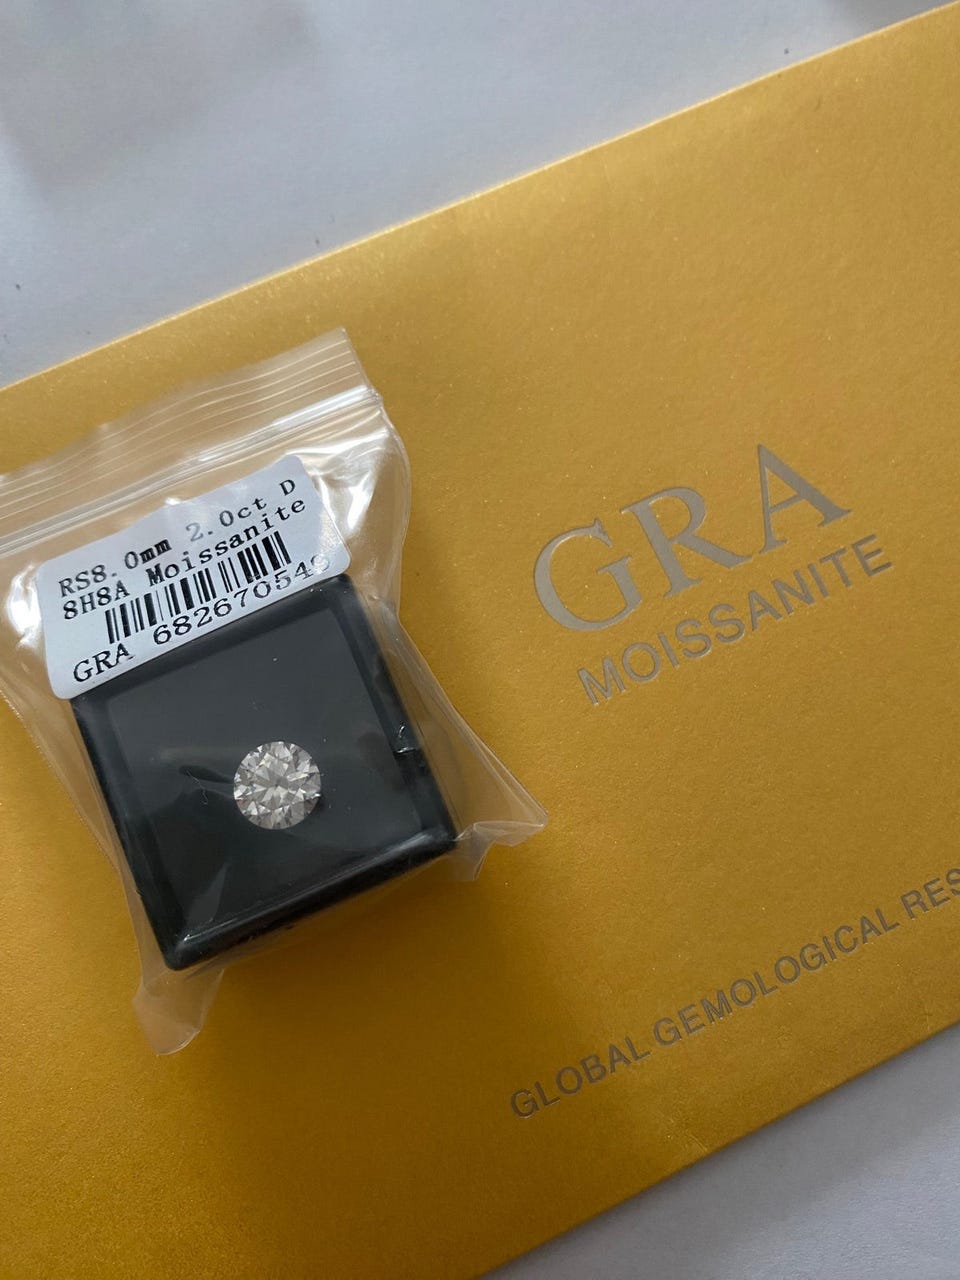 RS8.0mm 2.0ct D
8H8A Moissanite
GRA 682670549
GRA
MOISSANITE
GLOBAL GEMOLOGICAL RES